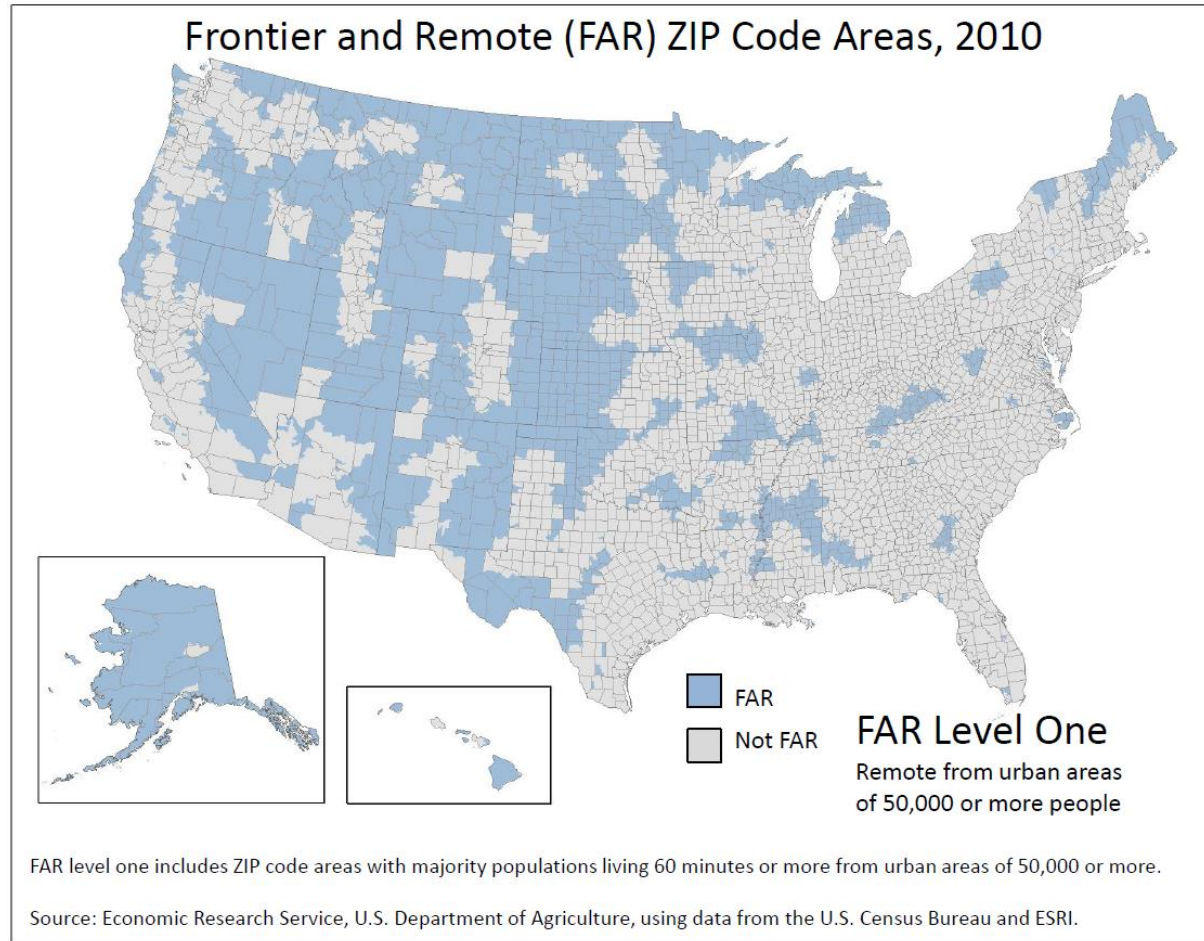 Frontier and Remote (FAR) ZIP Code Areas, 2010
FAR
Not FAR
FAR Level One
Remote from urban areas
of 50,000 or more people
FAR level one includes ZIP code areas with majority populations living 60 minutes or more from urban areas of 50,000 or more.
Source: Economic Research Service, U.S. Department of Agriculture, using data from the U.S. Census Bureau and ESRI.